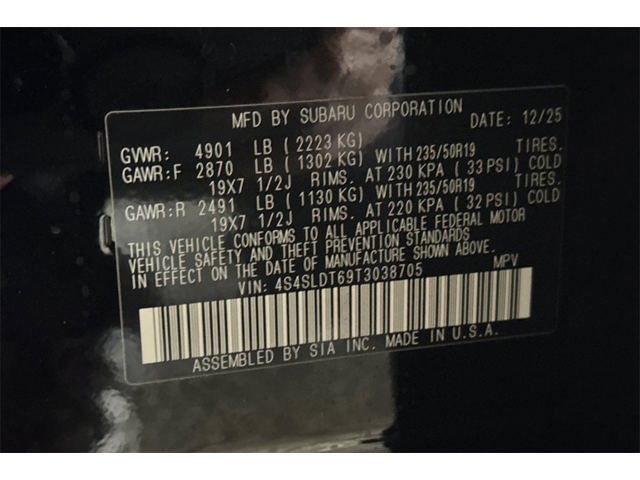 MFD BY SUBARU CORPORATION DATE: 12/25
GVWR: 4901 LB ( 2223 KG)
GAWR:F 2870 LB ( 1302 KG) WITH 235/50R19 TIRES.
19X7 1/2J RIMS. AT 230 KPA ( 33 PSI) COLD
GAWR:R 2491 LB ( 1130 KG) WITH 235/50R19 TIRES.
19X7 1/2J RIMS. AT 220 KPA ( 32 PSI) COLD
THIS VEHICLE CONFORMS TO ALL APPLICABLE FEDERAL MOTOR
VEHICLE SAFETY AND THEFT PREVENTION STANDARDS
IN EFFECT ON THE DATE OF MANUFACTURE SHOWN ABOVE.
VIN: 4S4SLDT69T3038705 MPV
ASSEMBLED BY SIA INC. MADE IN U.S.A.